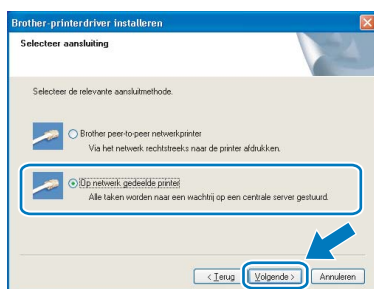 Brother-printerdriver installeren
Selecteer aansluiting
Selecteer de relevante aansluitmethode.
Brother peer-to-peer netwerkprinter
Via het netwerk rechtstreeks naar de printer afdrukken.
Op netwerk gedeelde printer
Alle taken worden naar een wachtrij op een centrale server gestuurd.
< Terug Volgende > Annuleren